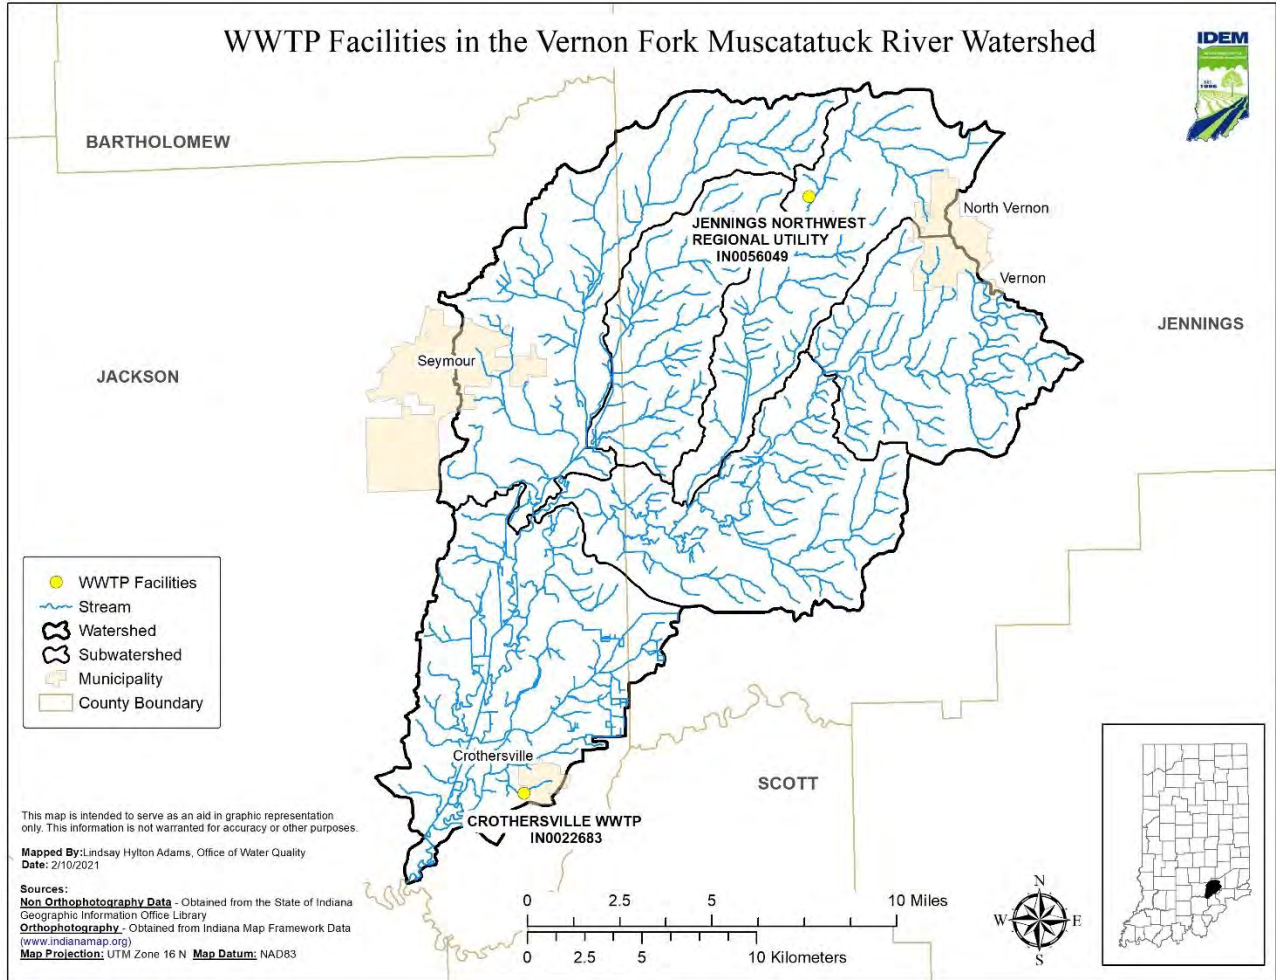 WWTP Facilities in the Vernon Fork Muscatatuck River Watershed
IDEM
BARTHOLOMEW
North Vernon
JENNINGS NORTHWEST
REGIONAL UTILITY
IN0056049
Vernon
JENNINGS
Seymour
JACKSON
WWTP Facilities
Stream
Watershed
Subwatershed
Municipality
County Boundary
Crothersville
SCOTT
CROTHERSVILLE WWTP
IN0022683
This map is intended to serve as an aid in graphic representation
only. This information is not warranted for accuracy or other purposes.
Mapped By:Lindsay Hylton Adams, Office of Water Quality
Date: 2/10/2021
Sources:
Non Orthophotography Data - Obtained from the State of Indiana
Geographic Information Office Library
Orthophotography - Obtained from Indiana Map Framework Data
(www.indianamap.org)
Map Projection: UTM Zone 16 N Map Datum: NAD83
0 2.5 5 10 Miles
0 2.5 5 10 Kilometers
N
W E
S